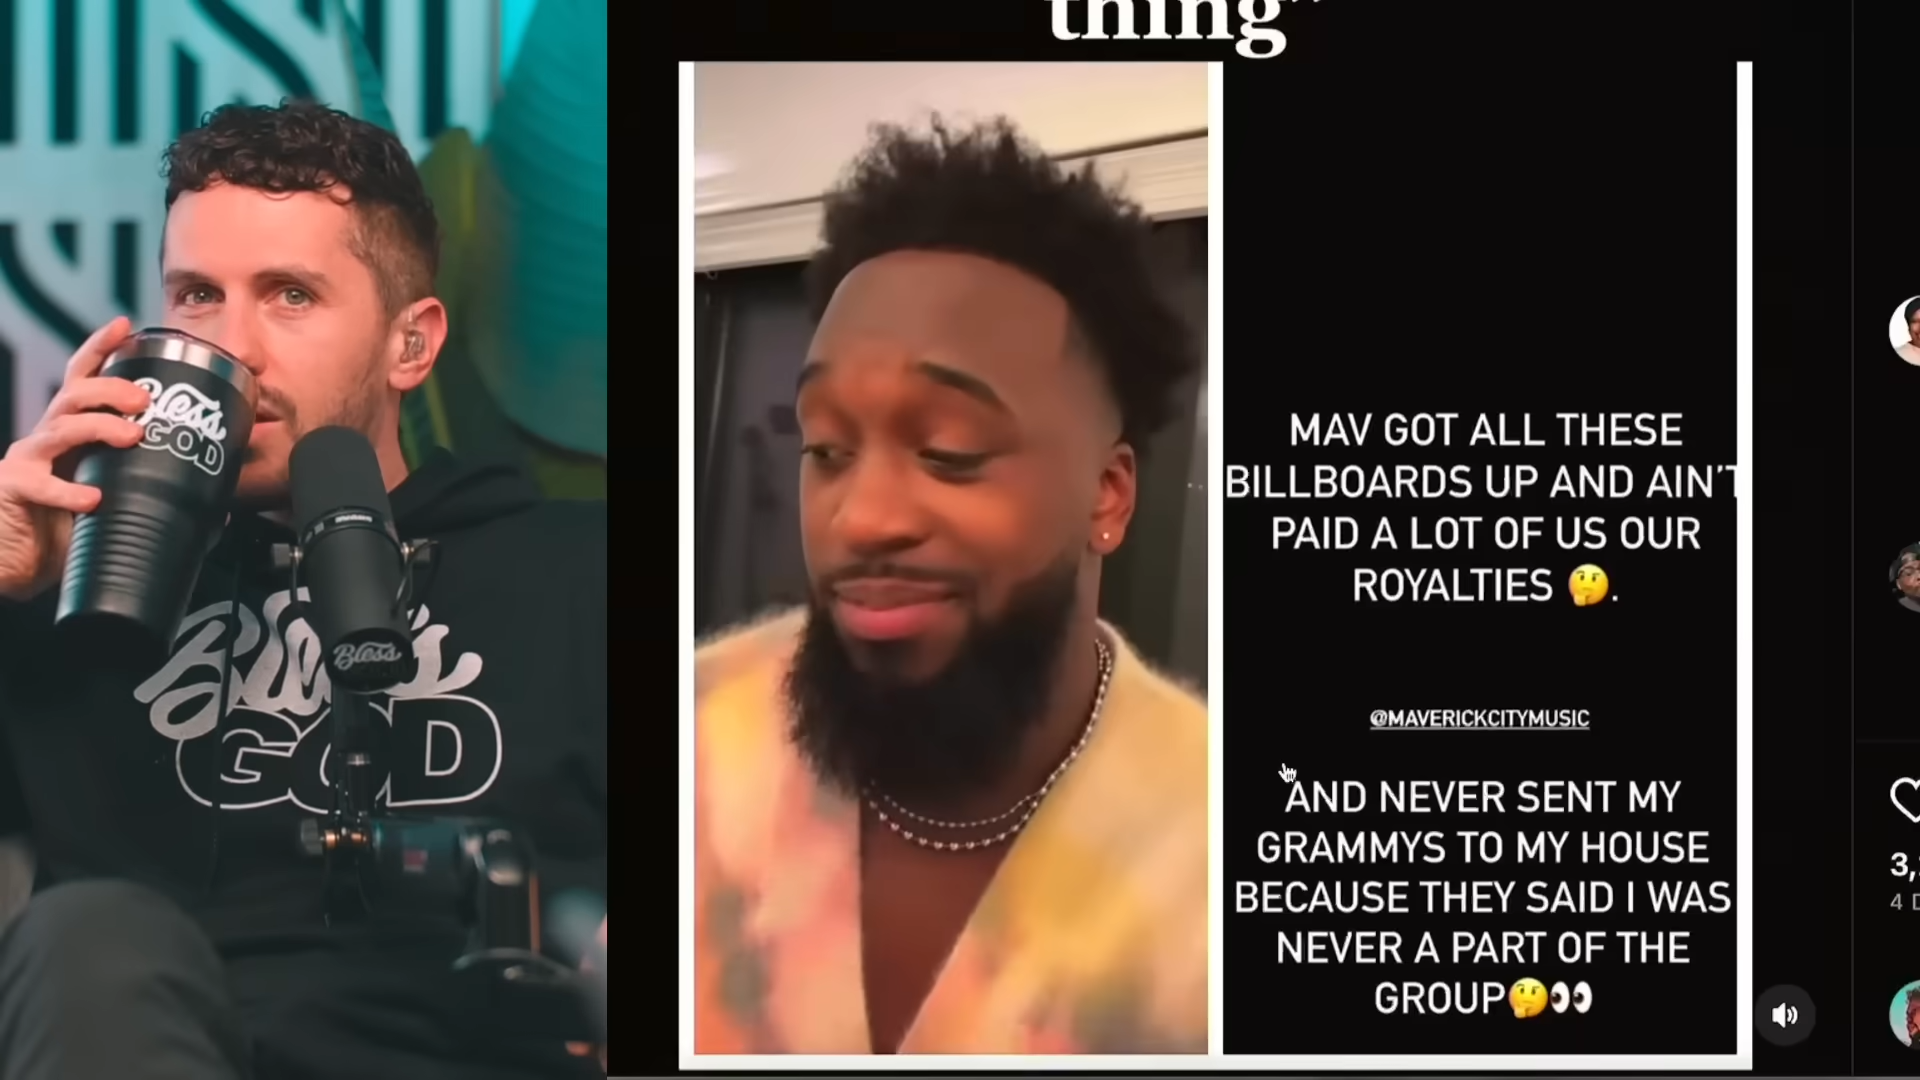 thing”
Bless
GOD
Bless
GOD
Bless
MAV GOT ALL THESE
BILLBOARDS UP AND AIN'T
PAID A LOT OF US OUR
ROYALTIES 🤔.
@MAVERICKCITYMUSIC
AND NEVER SENT MY
GRAMMYS TO MY HOUSE
BECAUSE THEY SAID I WAS
NEVER A PART OF THE
GROUP🤔👀
3,
4 D